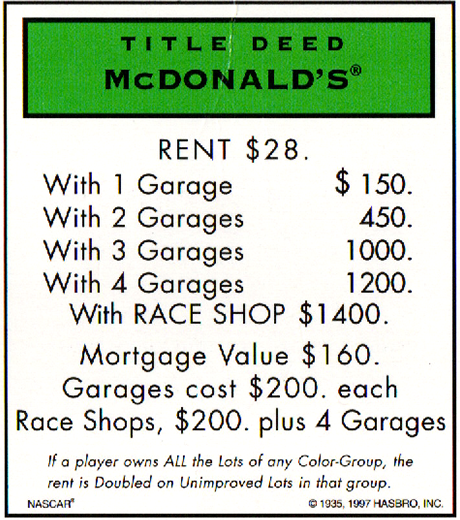 TITLE DEED
McDONALD'S®
RENT $28.
With 1 Garage $ 150.
With 2 Garages 450.
With 3 Garages 1000.
With 4 Garages 1200.
With RACE SHOP $1400.
Mortgage Value $160.
Garages cost $200. each
Race Shops, $200. plus 4 Garages
If a player owns ALL the Lots of any Color-Group, the
rent is Doubled on Unimproved Lots in that group.
NASCAR® © 1935, 1997 HASBRO, INC.